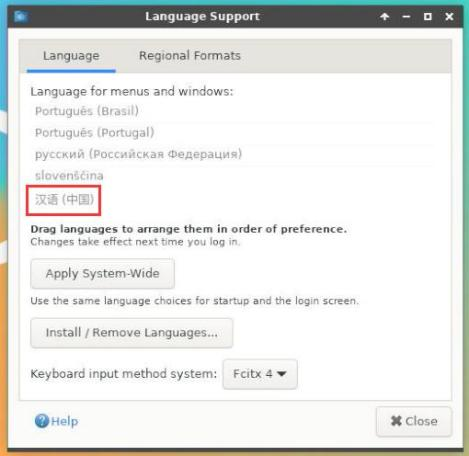 Language Support
Language Regional Formats
Language for menus and windows:
Português (Brasil)
Português (Portugal)
русский (Российская Федерация)
slovenščina
汉语 (中国)
Drag languages to arrange them in order of preference.
Changes take effect next time you log in.
Apply System-Wide
Use the same language choices for startup and the login screen.
Install / Remove Languages...
Keyboard input method system: Fcitx 4
Help Close